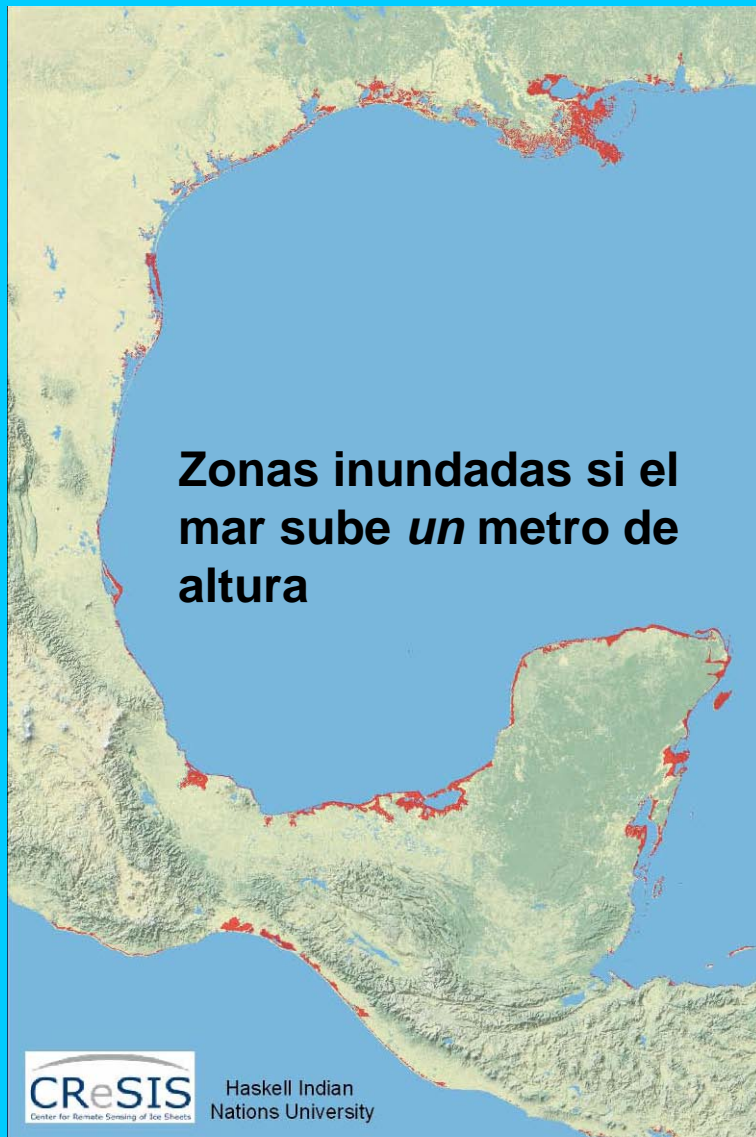 Zonas inundadas si el
mar sube un metro de
altura
CReSIS
Center for Remote Sensing of Ice Sheets
Haskell Indian
Nations University